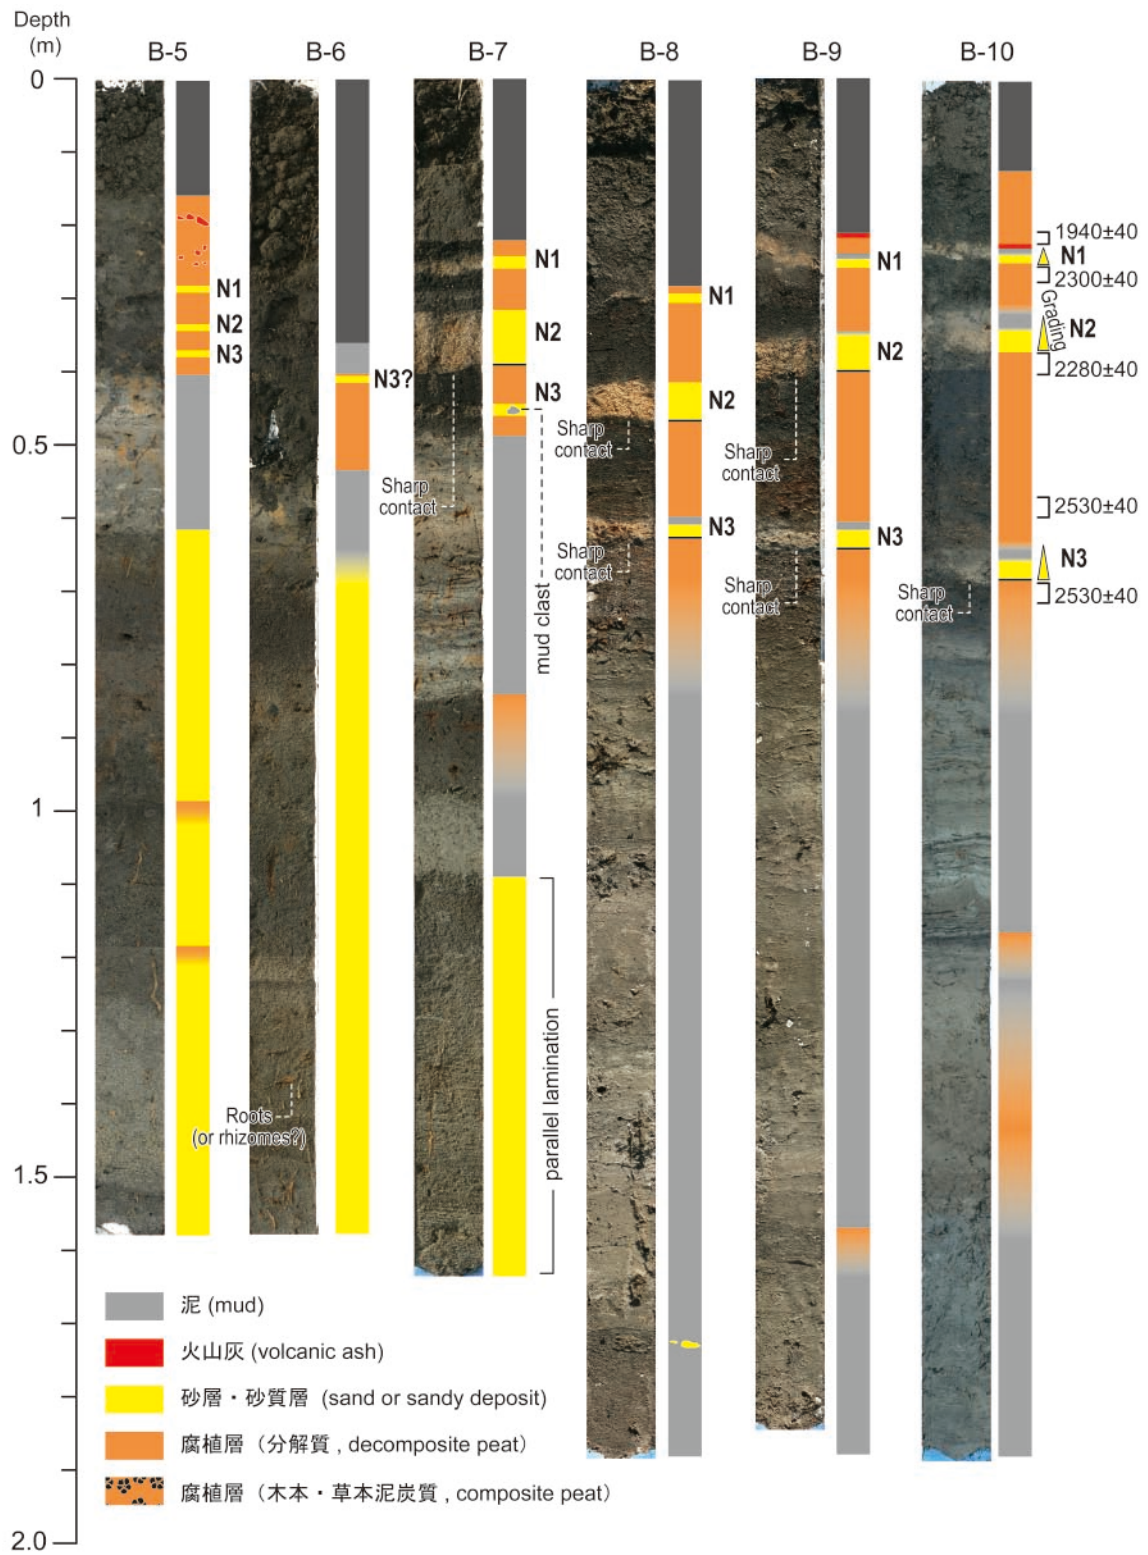 Depth
(m)
B-5
B-6
B-7
B-8
B-9
B-10
0
0.5
1
1.5
2.0
N1
N2
N3
N3?
N1
N2
N3
Sharp
contact
mud clast
parallel lamination
Roots
(or rhizomes?)
N1
N2
N3
Sharp
contact
Sharp
contact
N1
N2
N3
Sharp
contact
Sharp
contact
1940±40
N1
2300±40
Grading
N2
2280±40
2530±40
N3
2530±40
Sharp
contact
泥 (mud)
火山灰 (volcanic ash)
砂層・砂質層 (sand or sandy deposit)
腐植層（分解質 , decomposite peat）
腐植層（木本・草本泥炭質 , composite peat）